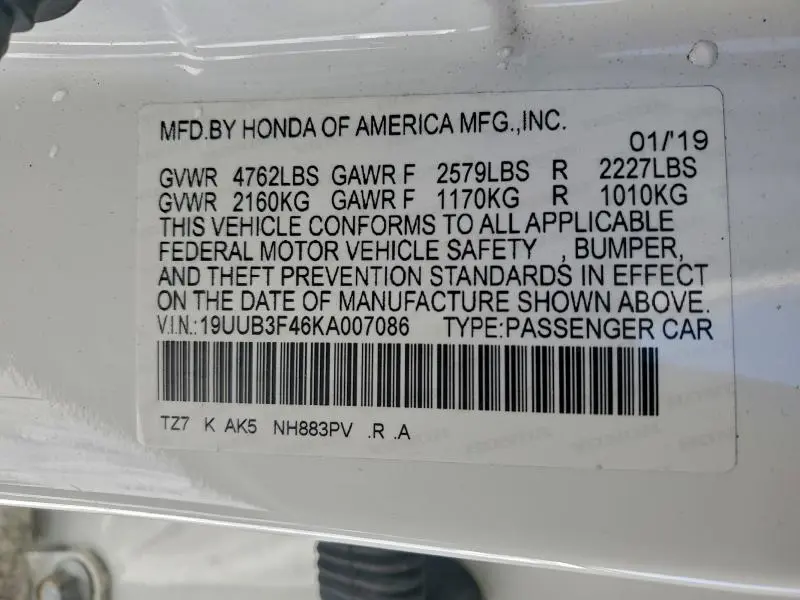 MFD.BY HONDA OF AMERICA MFG.,INC.
01/'19
GVWR 4762LBS GAWR F 2579LBS R 2227LBS
GVWR 2160KG GAWR F 1170KG R 1010KG
THIS VEHICLE CONFORMS TO ALL APPLICABLE
FEDERAL MOTOR VEHICLE SAFETY , BUMPER,
AND THEFT PREVENTION STANDARDS IN EFFECT
ON THE DATE OF MANUFACTURE SHOWN ABOVE.
V.I.N.:19UUB3F46KA007086 TYPE:PASSENGER CAR
TZ7 K AK5 NH883PV .R .A